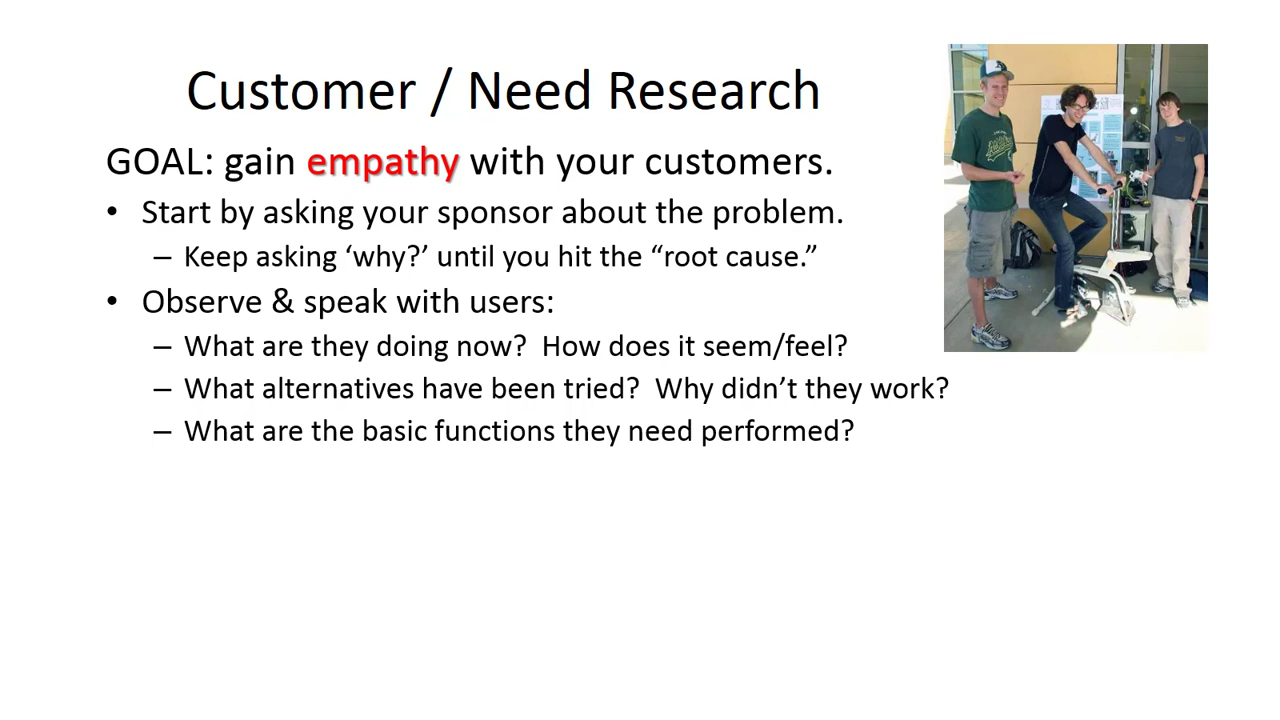 Customer / Need Research
GOAL: gain empathy with your customers.
• Start by asking your sponsor about the problem.
– Keep asking ‘why?’ until you hit the “root cause.”
• Observe & speak with users:
– What are they doing now?  How does it seem/feel?
– What alternatives have been tried?  Why didn’t they work?
– What are the basic functions they need performed?